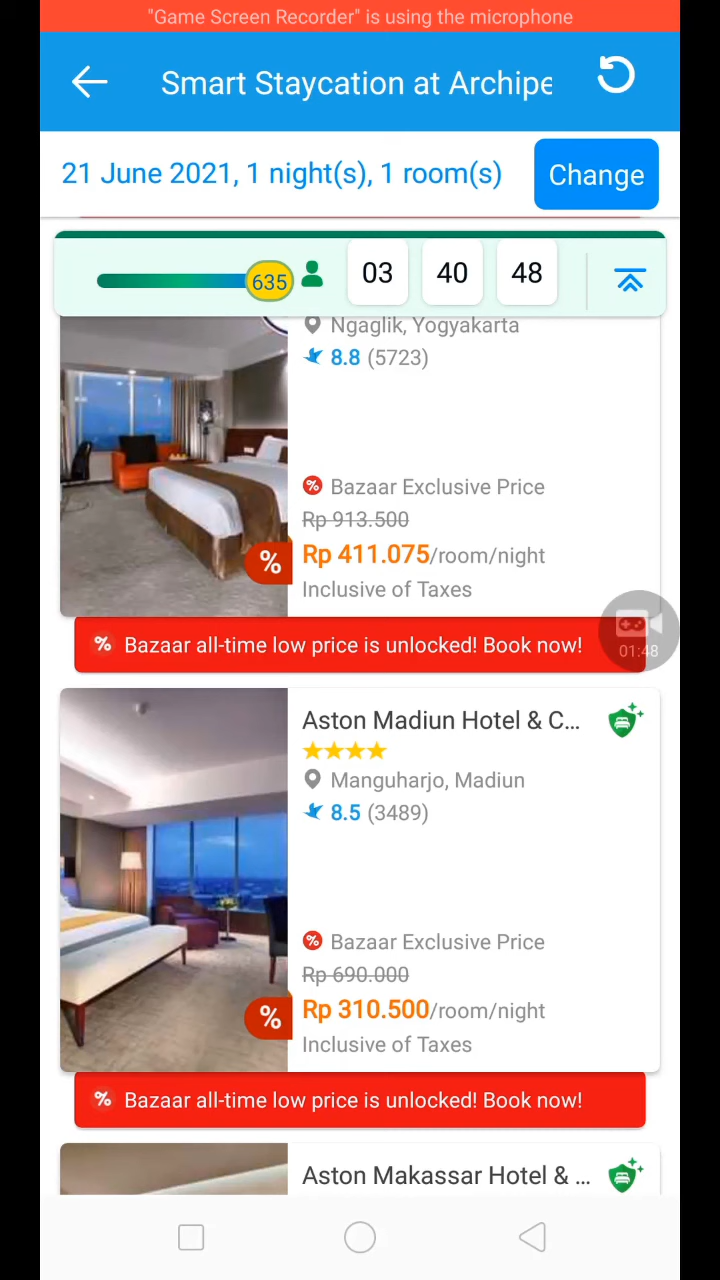 "Game Screen Recorder" is using the microphone
Smart Staycation at Archipe
21 June 2021, 1 night(s), 1 room(s)
Change
635
03
40
48
Ngaglik, Yogyakarta
8.8 (5723)
% Bazaar Exclusive Price
Rp 913.500
% Rp 411.075/room/night
Inclusive of Taxes
% Bazaar all-time low price is unlocked! Book now!
01:48
Aston Madiun Hotel & C...
Manguharjo, Madiun
8.5 (3489)
% Bazaar Exclusive Price
Rp 690.000
% Rp 310.500/room/night
Inclusive of Taxes
% Bazaar all-time low price is unlocked! Book now!
Aston Makassar Hotel & ...